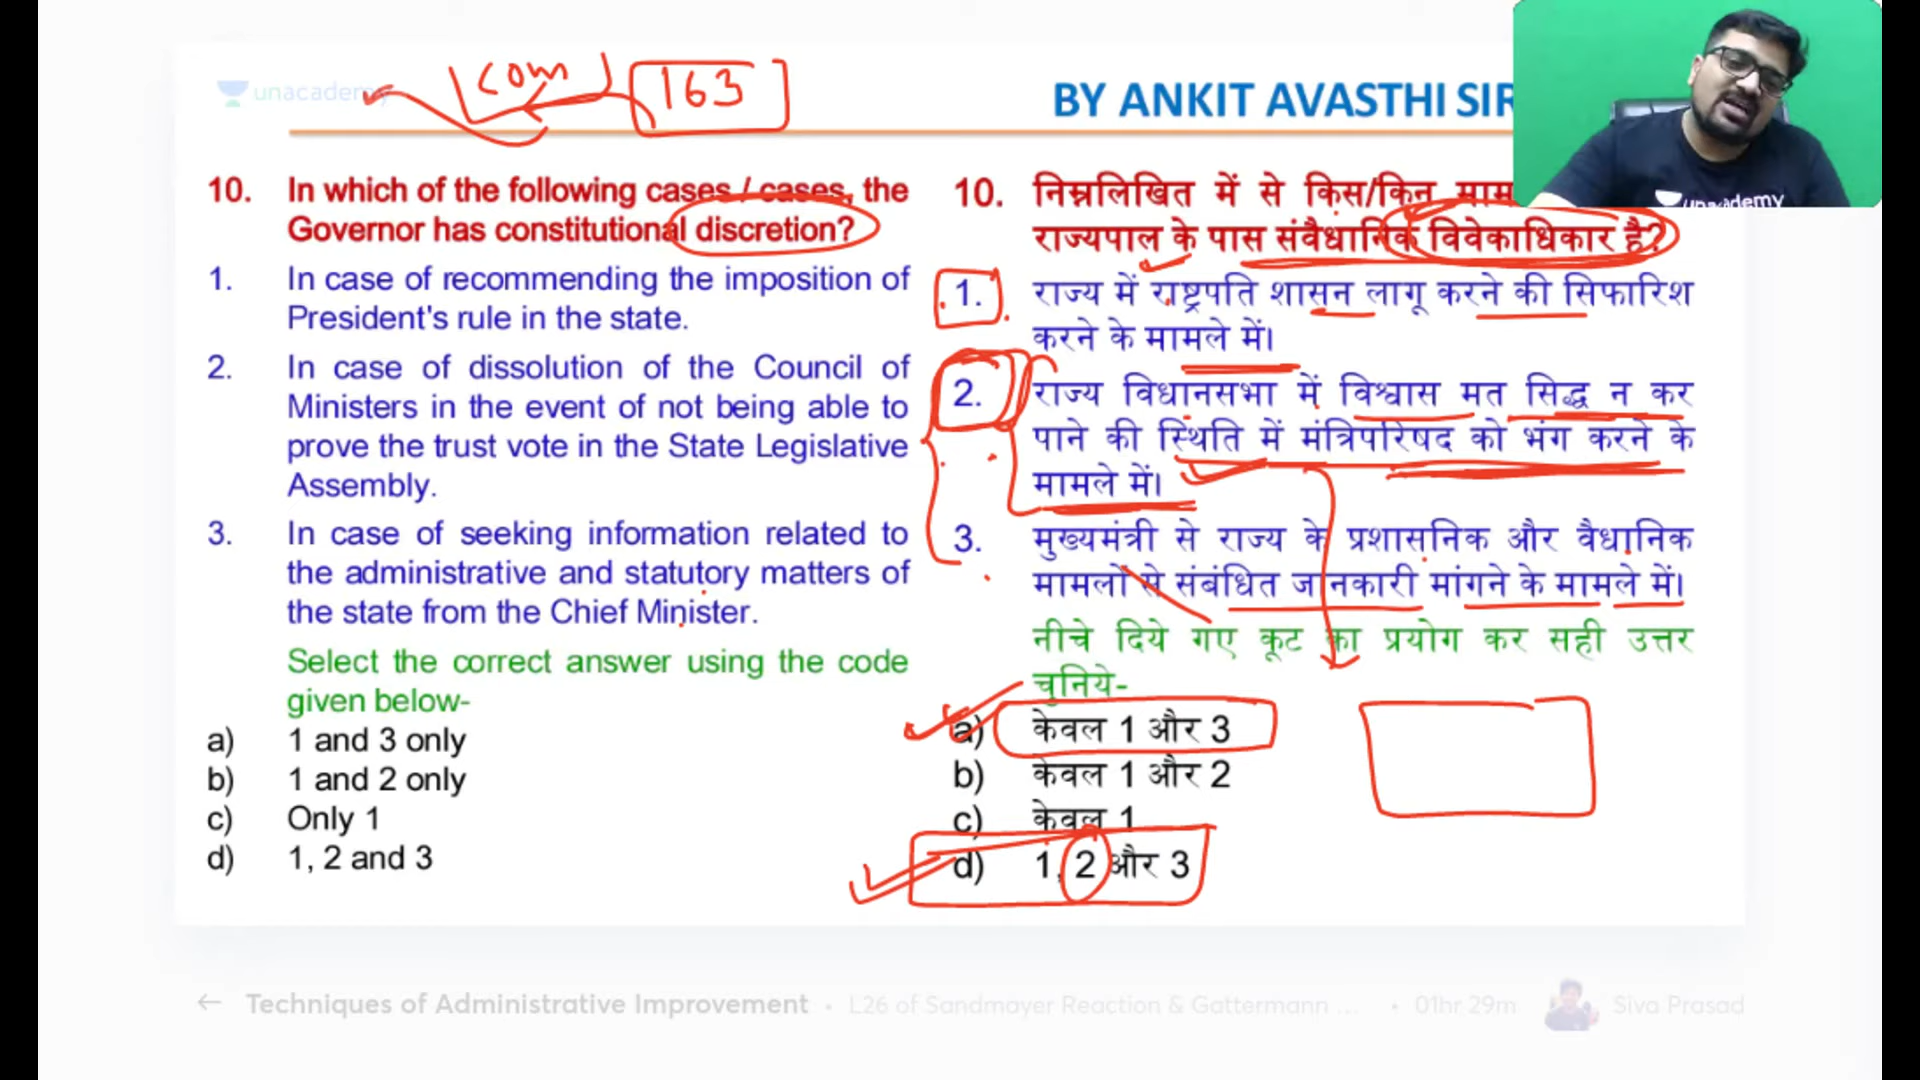 unacademy
com
163
BY ANKIT AVASTHI SIR
unacademy
10. In which of the following cases / cases, the
Governor has constitutional discretion?
1. In case of recommending the imposition of
President's rule in the state.
2. In case of dissolution of the Council of
Ministers in the event of not being able to
prove the trust vote in the State Legislative
Assembly.
3. In case of seeking information related to
the administrative and statutory matters of
the state from the Chief Minister.
Select the correct answer using the code
given below-
a) 1 and 3 only
b) 1 and 2 only
c) Only 1
d) 1, 2 and 3
10. निम्नलिखित में से किस/किन
राज्यपाल के पास संवैधानिक विवेकाधिकार है?
1. राज्य में राष्ट्रपति शासन लागू करने की सिफारिश
करने के मामले में।
2. राज्य विधानसभा में विश्वास मत सिद्ध न कर
पाने की स्थिति में मंत्रिपरिषद को भंग करने के
मामले में।
3. मुख्यमंत्री से राज्य के प्रशासनिक और वैधानिक
मामलों से संबंधित जानकारी मांगने के मामले में।
नीचे दिये गए कूट का प्रयोग कर सही उत्तर
चुनिये-
a) केवल 1 और 3
b) केवल 1 और 2
c) केवल 1
d) 1, 2 और 3
← Techniques of Administrative Improvement • L26 of Sandmayer Reaction & Gattermann ... • 01hr 29m Siva Prasad